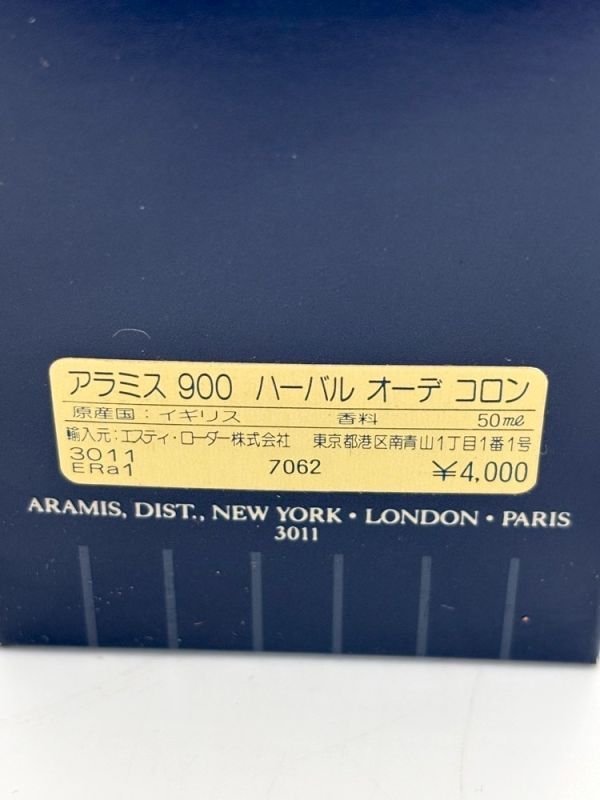 アラミス 900 ハーバル オーデ コロン
原産国：イギリス 香料 50㎖
輸入元：エスティ・ローダー株式会社 東京都港区南青山1丁目1番1号
3011
ERa1 7062 ¥4,000
ARAMIS, DIST., NEW YORK • LONDON • PARIS
3011